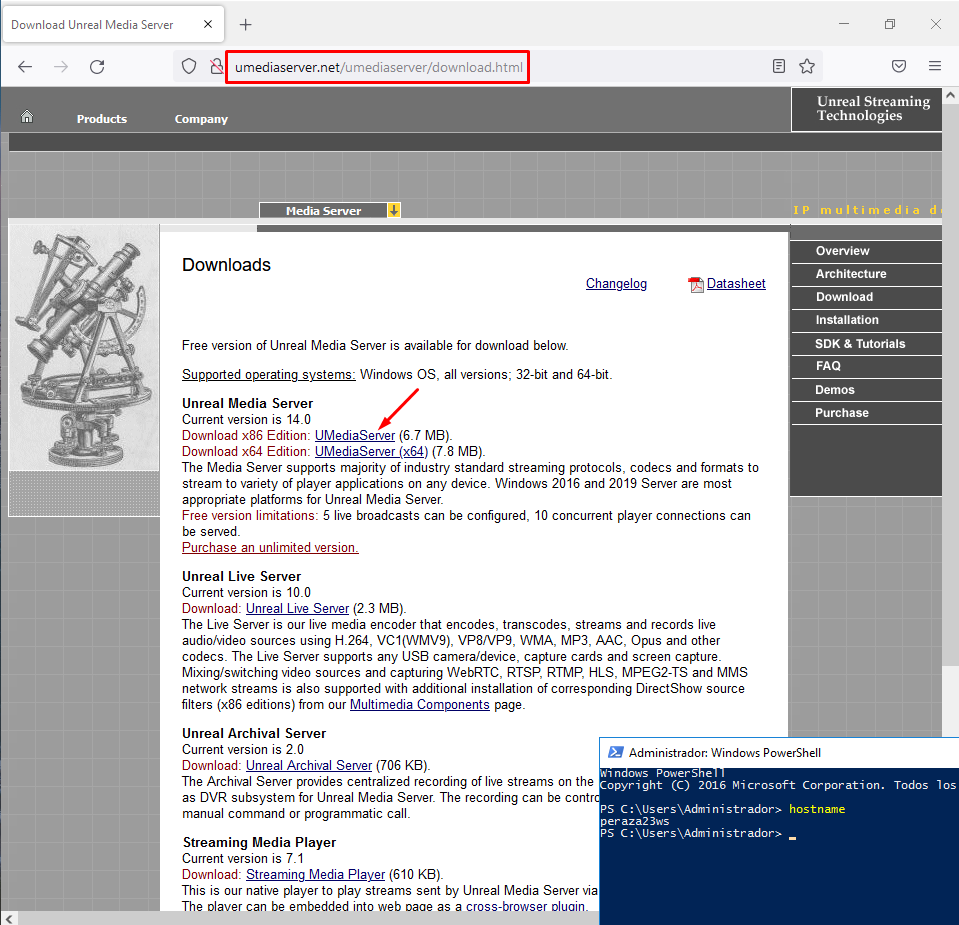 Download Unreal Media Server
umediaserver.net/umediaserver/download.html
Products
Company
Unreal Streaming
Technologies
Media Server
IP multimedia d
Downloads
Changelog
Datasheet
Free version of Unreal Media Server is available for download below.
Supported operating systems: Windows OS, all versions; 32-bit and 64-bit.
Unreal Media Server
Current version is 14.0
Download x86 Edition: UMediaServer (6.7 MB).
Download x64 Edition: UMediaServer (x64) (7.8 MB).
The Media Server supports majority of industry standard streaming protocols, codecs and formats to
stream to variety of player applications on any device. Windows 2016 and 2019 Server are most
appropriate platforms for Unreal Media Server.
Free version limitations: 5 live broadcasts can be configured, 10 concurrent player connections can
be served.
Purchase an unlimited version.
Unreal Live Server
Current version is 10.0
Download: Unreal Live Server (2.3 MB).
The Live Server is our live media encoder that encodes, transcodes, streams and records live
audio/video sources using H.264, VC1(WMV9), VP8/VP9, WMA, MP3, AAC, Opus and other
codecs. The Live Server supports any USB camera/device, capture cards and screen capture.
Mixing/switching video sources and capturing WebRTC, RTSP, RTMP, HLS, MPEG2-TS and MMS
network streams is also supported with additional installation of corresponding DirectShow source
filters (x86 editions) from our Multimedia Components page.
Unreal Archival Server
Current version is 2.0
Download: Unreal Archival Server (706 KB).
The Archival Server provides centralized recording of live streams on the
as DVR subsystem for Unreal Media Server. The recording can be contro
manual command or programmatic call.
Streaming Media Player
Current version is 7.1
Download: Streaming Media Player (610 KB).
This is our native player to play streams sent by Unreal Media Server via
The player can be embedded into web page as a cross-browser plugin.
Overview
Architecture
Download
Installation
SDK & Tutorials
FAQ
Demos
Purchase
Administrador: Windows PowerShell
Windows PowerShell
Copyright (C) 2016 Microsoft Corporation. Todos los
PS C:\Users\Administrador> hostname
peraza23ws
PS C:\Users\Administrador> _